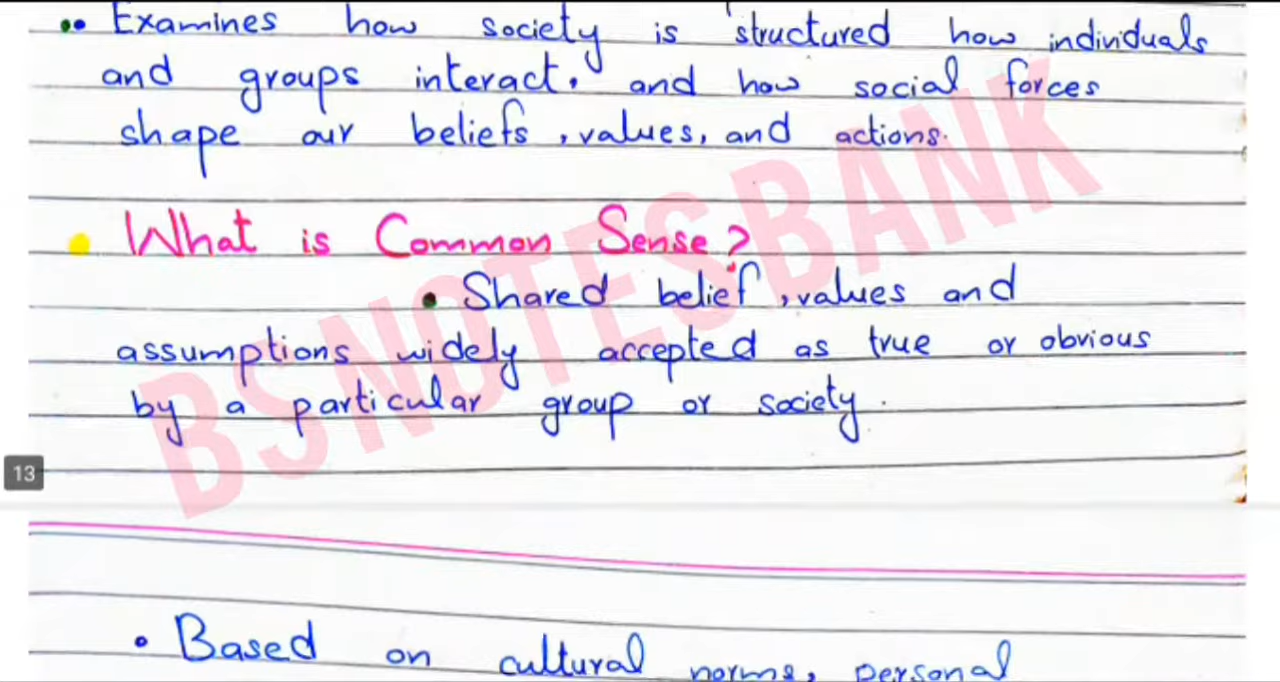 •• Examines how society is structured how individuals
and groups interact. and how social forces
shape our beliefs, values, and actions.
• What is Common Sense?
• Shared belief, values and
assumptions widely accepted as true or obvious
by a particular group or society.
13
• Based on cultural norms, personal
BSNOTESBANK